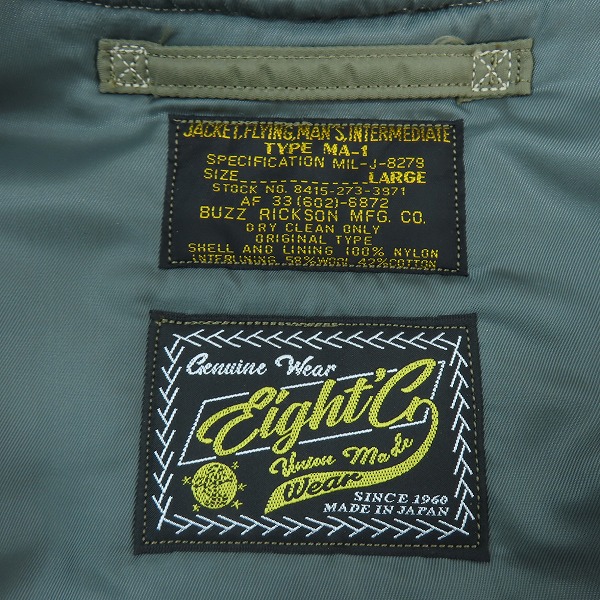 JACKET, FLYING, MAN'S, INTERMEDIATE
TYPE MA-1
SPECIFICATION MIL-J-8279
SIZE LARGE
STOCK NO. 8415-273-3971
AF 33(602)-6872
BUZZ RICKSON MFG. CO.
DRY CLEAN ONLY
ORIGINAL TYPE
SHELL AND LINING 100% NYLON
INTERLINING 58% WOOL 42% COTTON
Genuine Wear
Eight'C
Union Made
Wear
SINCE 1960
MADE IN JAPAN